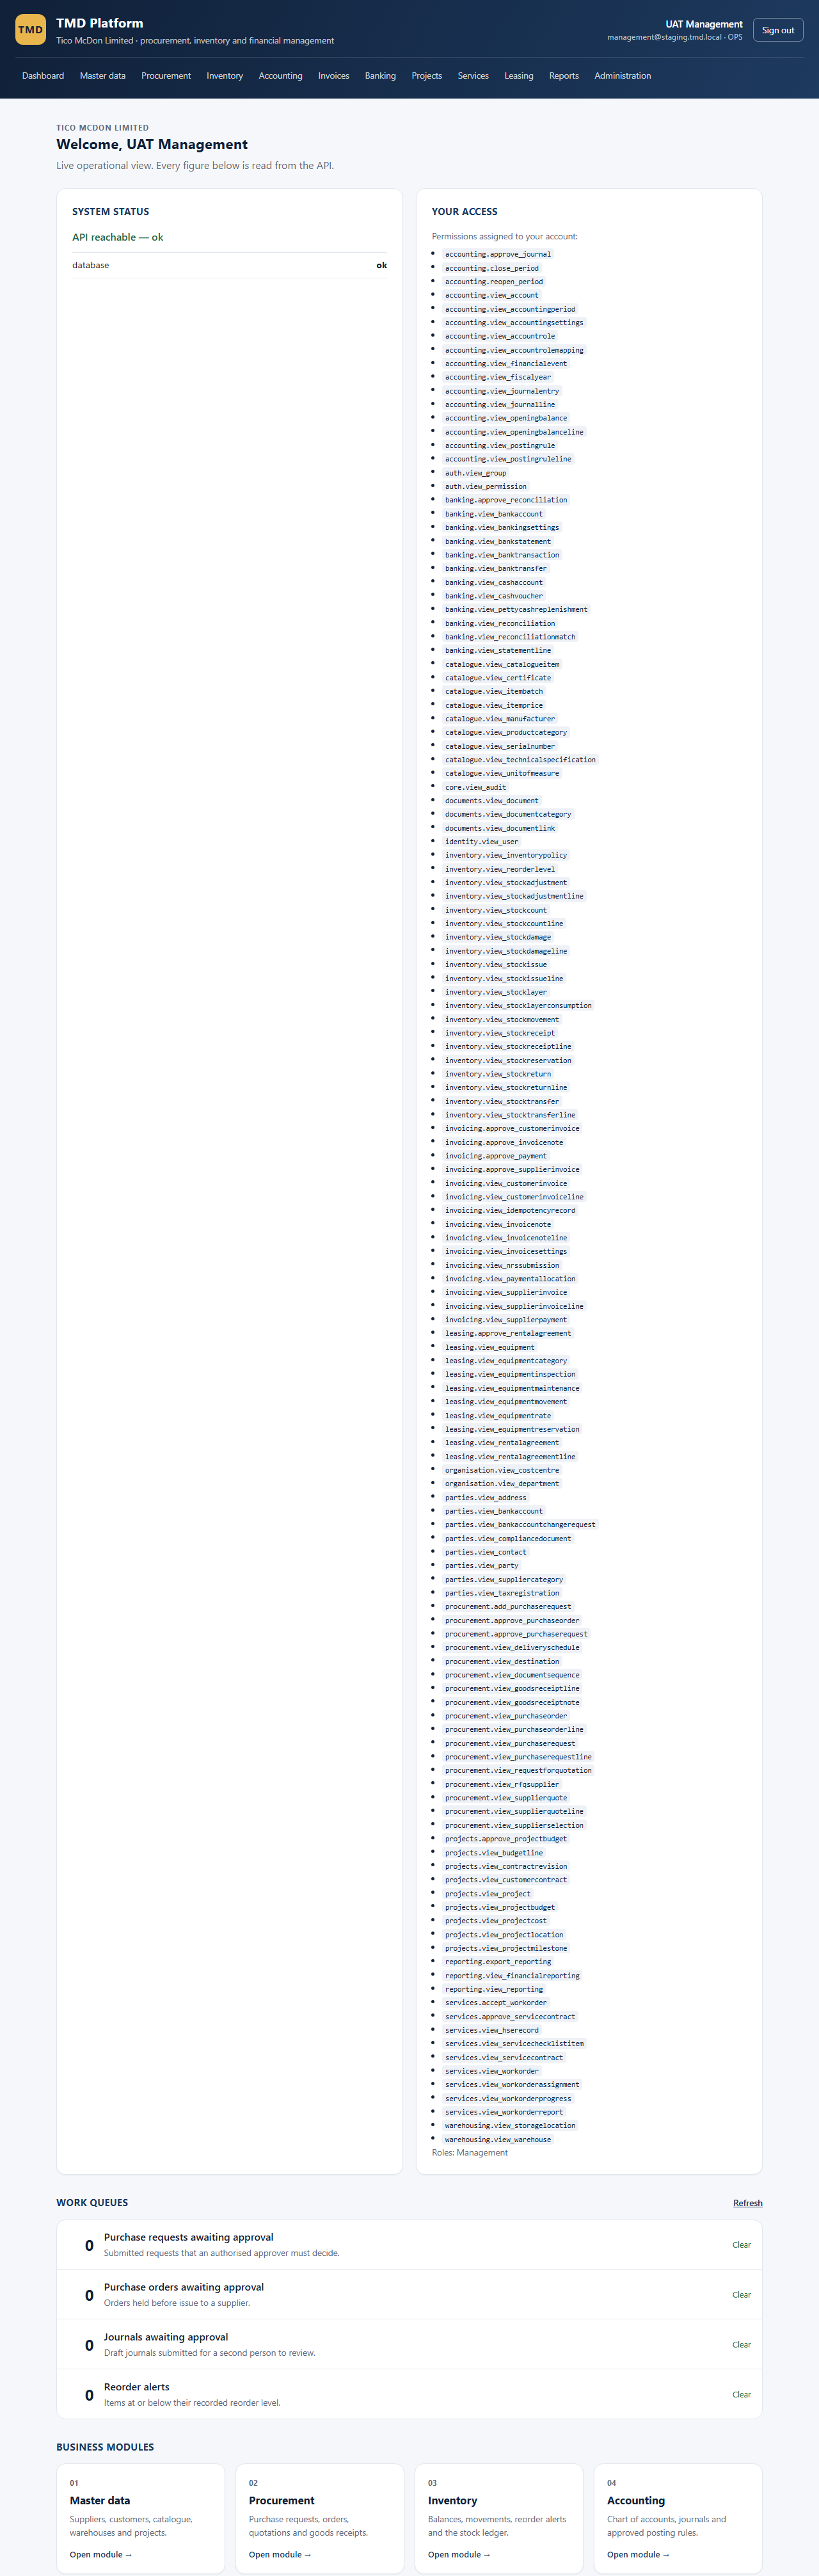 TMD
TMD Platform
Tico McDon Limited · procurement, inventory and financial management
UAT Management
management@staging.tmd.local · OPS
Sign out
Dashboard Master data Procurement Inventory Accounting Invoices Banking Projects Services Leasing Reports Administration
TICO MCDON LIMITED
Welcome, UAT Management
Live operational view. Every figure below is read from the API.
SYSTEM STATUS
API reachable — ok
database ok
YOUR ACCESS
Permissions assigned to your account:
accounting.approve_journal
accounting.close_period
accounting.reopen_period
accounting.view_account
accounting.view_accountingperiod
accounting.view_accountingsettings
accounting.view_accountrole
accounting.view_accountrolemapping
accounting.view_financialevent
accounting.view_fiscalyear
accounting.view_journalentry
accounting.view_journalline
accounting.view_openingbalance
accounting.view_openingbalanceline
accounting.view_postingrule
accounting.view_postingruleline
auth.view_group
auth.view_permission
banking.approve_reconciliation
banking.view_bankaccount
banking.view_bankingsettings
banking.view_bankstatement
banking.view_banktransaction
banking.view_banktransfer
banking.view_cashaccount
banking.view_cashvoucher
banking.view_pettycashreplenishment
banking.view_reconciliation
banking.view_reconciliationmatch
banking.view_statementline
catalogue.view_catalogueitem
catalogue.view_certificate
catalogue.view_itembatch
catalogue.view_itemprice
catalogue.view_manufacturer
catalogue.view_productcategory
catalogue.view_serialnumber
catalogue.view_technicalspecification
catalogue.view_unitofmeasure
core.view_audit
documents.view_document
documents.view_documentcategory
documents.view_documentlink
identity.view_user
inventory.view_inventorypolicy
inventory.view_reorderlevel
inventory.view_stockadjustment
inventory.view_stockadjustmentline
inventory.view_stockcount
inventory.view_stockcountline
inventory.view_stockdamage
inventory.view_stockdamageline
inventory.view_stockissue
inventory.view_stockissueline
inventory.view_stocklayer
inventory.view_stocklayerconsumption
inventory.view_stockmovement
inventory.view_stockreceipt
inventory.view_stockreceiptline
inventory.view_stockreservation
inventory.view_stockreturn
inventory.view_stockreturnline
inventory.view_stocktransfer
inventory.view_stocktransferline
invoicing.approve_customerinvoice
invoicing.approve_invoicenote
invoicing.approve_payment
invoicing.approve_supplierinvoice
invoicing.view_customerinvoice
invoicing.view_customerinvoiceline
invoicing.view_idempotencyrecord
invoicing.view_invoicenote
invoicing.view_invoicenoteline
invoicing.view_invoicesettings
invoicing.view_nrssubmission
invoicing.view_paymentallocation
invoicing.view_supplierinvoice
invoicing.view_supplierinvoiceline
invoicing.view_supplierpayment
leasing.approve_rentalagreement
leasing.view_equipment
leasing.view_equipmentcategory
leasing.view_equipmentinspection
leasing.view_equipmentmaintenance
leasing.view_equipmentmovement
leasing.view_equipmentrate
leasing.view_equipmentreservation
leasing.view_rentalagreement
leasing.view_rentalagreementline
organisation.view_costcentre
organisation.view_department
parties.view_address
parties.view_bankaccount
parties.view_bankaccountchangerequest
parties.view_compliancedocument
parties.view_contact
parties.view_party
parties.view_suppliercategory
parties.view_taxregistration
procurement.add_purchaserequest
procurement.approve_purchaseorder
procurement.approve_purchaserequest
procurement.view_deliveryschedule
procurement.view_destination
procurement.view_documentsequence
procurement.view_goodsreceiptline
procurement.view_goodsreceiptnote
procurement.view_purchaseorder
procurement.view_purchaseorderline
procurement.view_purchaserequest
procurement.view_purchaserequestline
procurement.view_requestforquotation
procurement.view_rfqsupplier
procurement.view_supplierquote
procurement.view_supplierquoteline
procurement.view_supplierselection
projects.approve_projectbudget
projects.view_budgetline
projects.view_contractrevision
projects.view_customercontract
projects.view_project
projects.view_projectbudget
projects.view_projectcost
projects.view_projectlocation
projects.view_projectmilestone
reporting.export_reporting
reporting.view_financialreporting
reporting.view_reporting
services.accept_workorder
services.approve_servicecontract
services.view_hserecord
services.view_servicechecklistitem
services.view_servicecontract
services.view_workorder
services.view_workorderassignment
services.view_workorderprogress
services.view_workorderreport
warehousing.view_storagelocation
warehousing.view_warehouse
Roles: Management
WORK QUEUES
Refresh
0 Purchase requests awaiting approval
Submitted requests that an authorised approver must decide.
Clear
0 Purchase orders awaiting approval
Orders held before issue to a supplier.
Clear
0 Journals awaiting approval
Draft journals submitted for a second person to review.
Clear
0 Reorder alerts
Items at or below their recorded reorder level.
Clear
BUSINESS MODULES
01
Master data
Suppliers, customers, catalogue,
warehouses and projects.
Open module →
02
Procurement
Purchase requests, orders,
quotations and goods receipts.
Open module →
03
Inventory
Balances, movements, reorder alerts
and the stock ledger.
Open module →
04
Accounting
Chart of accounts, journals and
approved posting rules.
Open module →